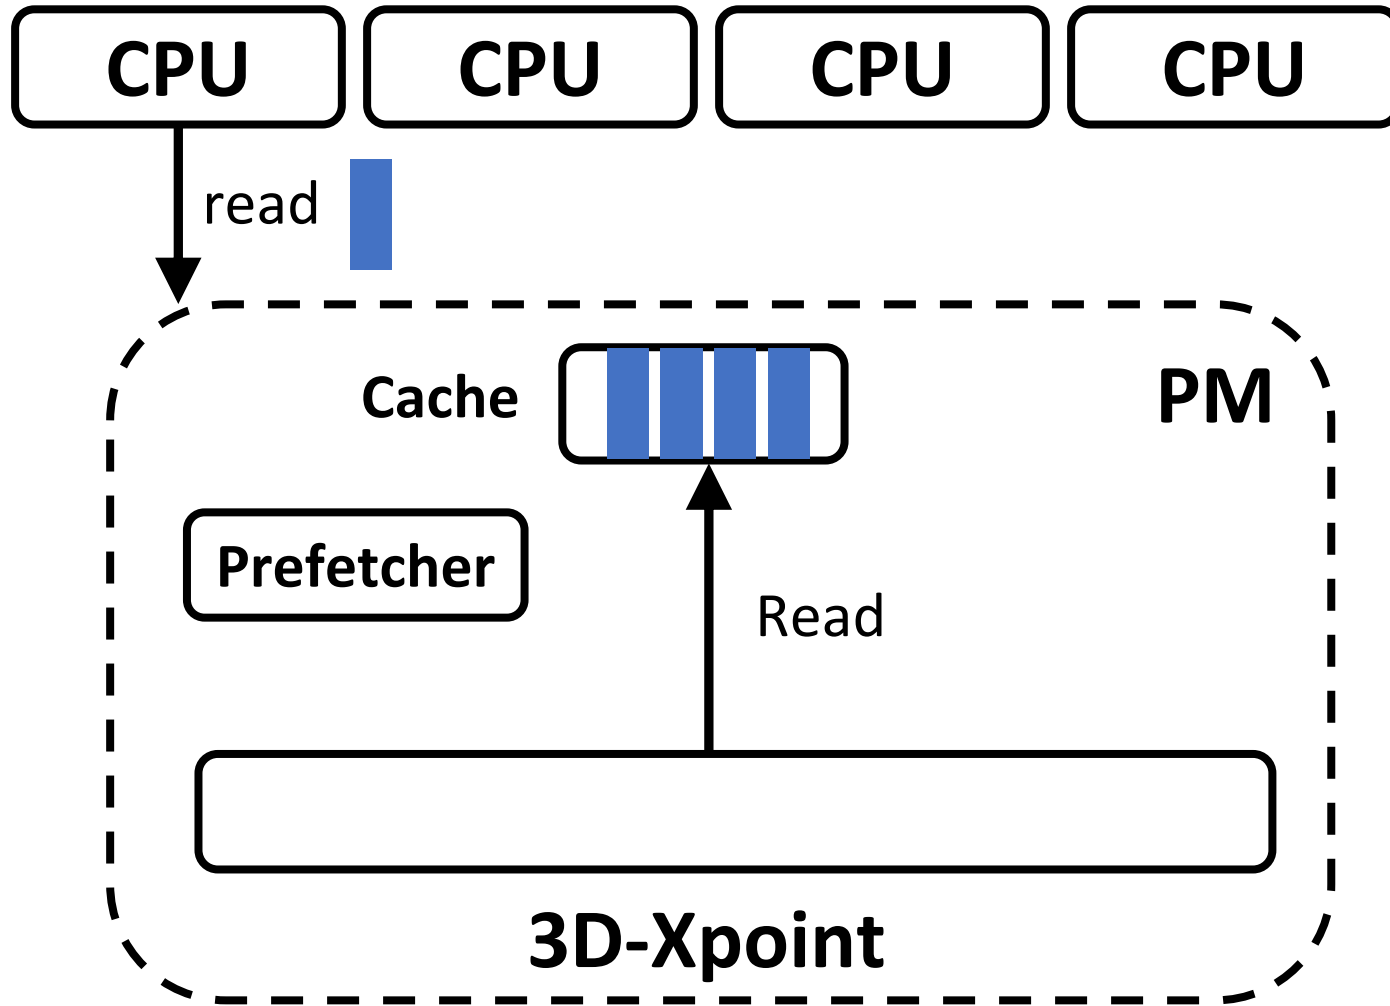 CPU CPU CPU CPU
read
Cache
PM
Prefetcher
Read
3D-Xpoint